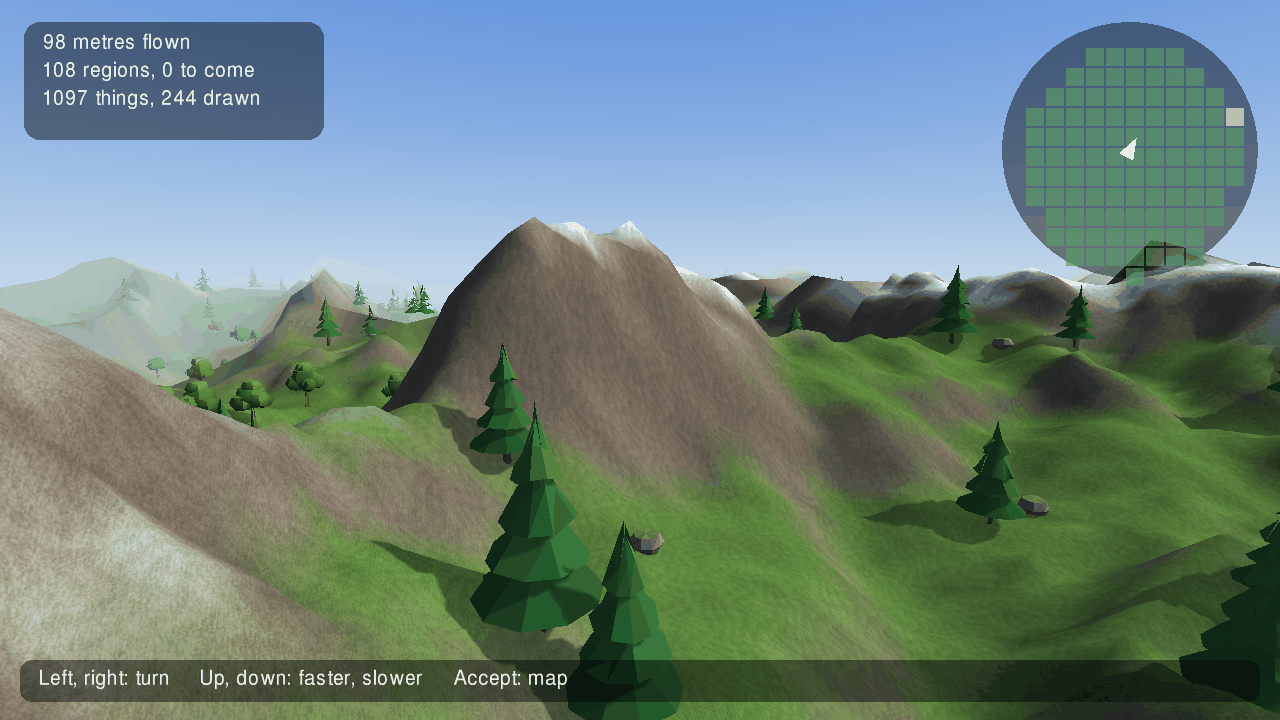 98 metres flown
108 regions, 0 to come
1097 things, 244 drawn
Left, right: turn Up, down: faster, slower Accept: map